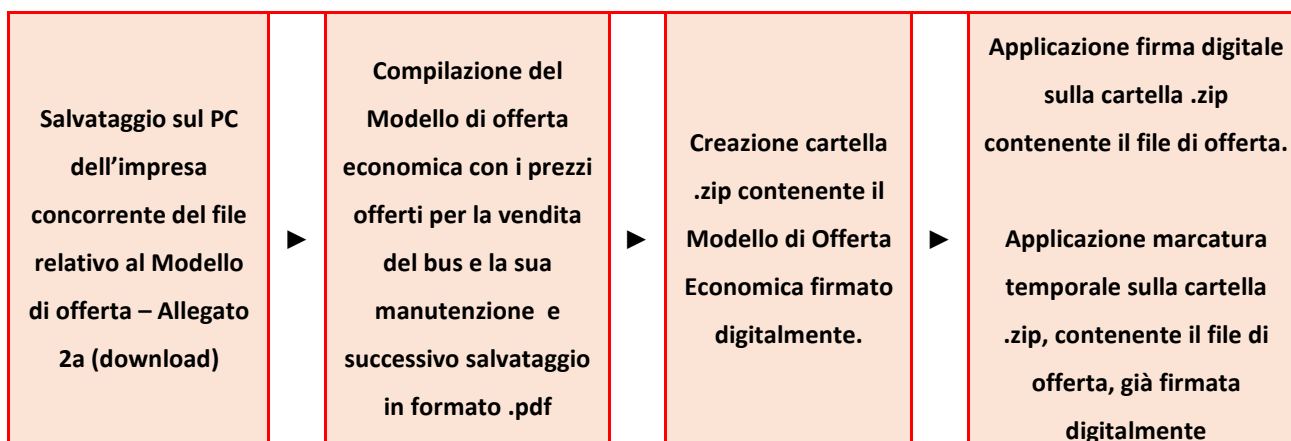 Salvataggio sul PC
dell’impresa
concorrente del file
relativo al Modello
di offerta – Allegato
2a (download)
►
Compilazione del
Modello di offerta
economica con i prezzi
offerti per la vendita
del bus e la sua
manutenzione e
successivo salvataggio
in formato .pdf
►
Creazione cartella
.zip contenente il
Modello di Offerta
Economica firmato
digitalmente.
►
Applicazione firma digitale
sulla cartella .zip
contenente il file di offerta.
Applicazione marcatura
temporale sulla cartella
.zip, contenente il file di
offerta, già firmata
digitalmente